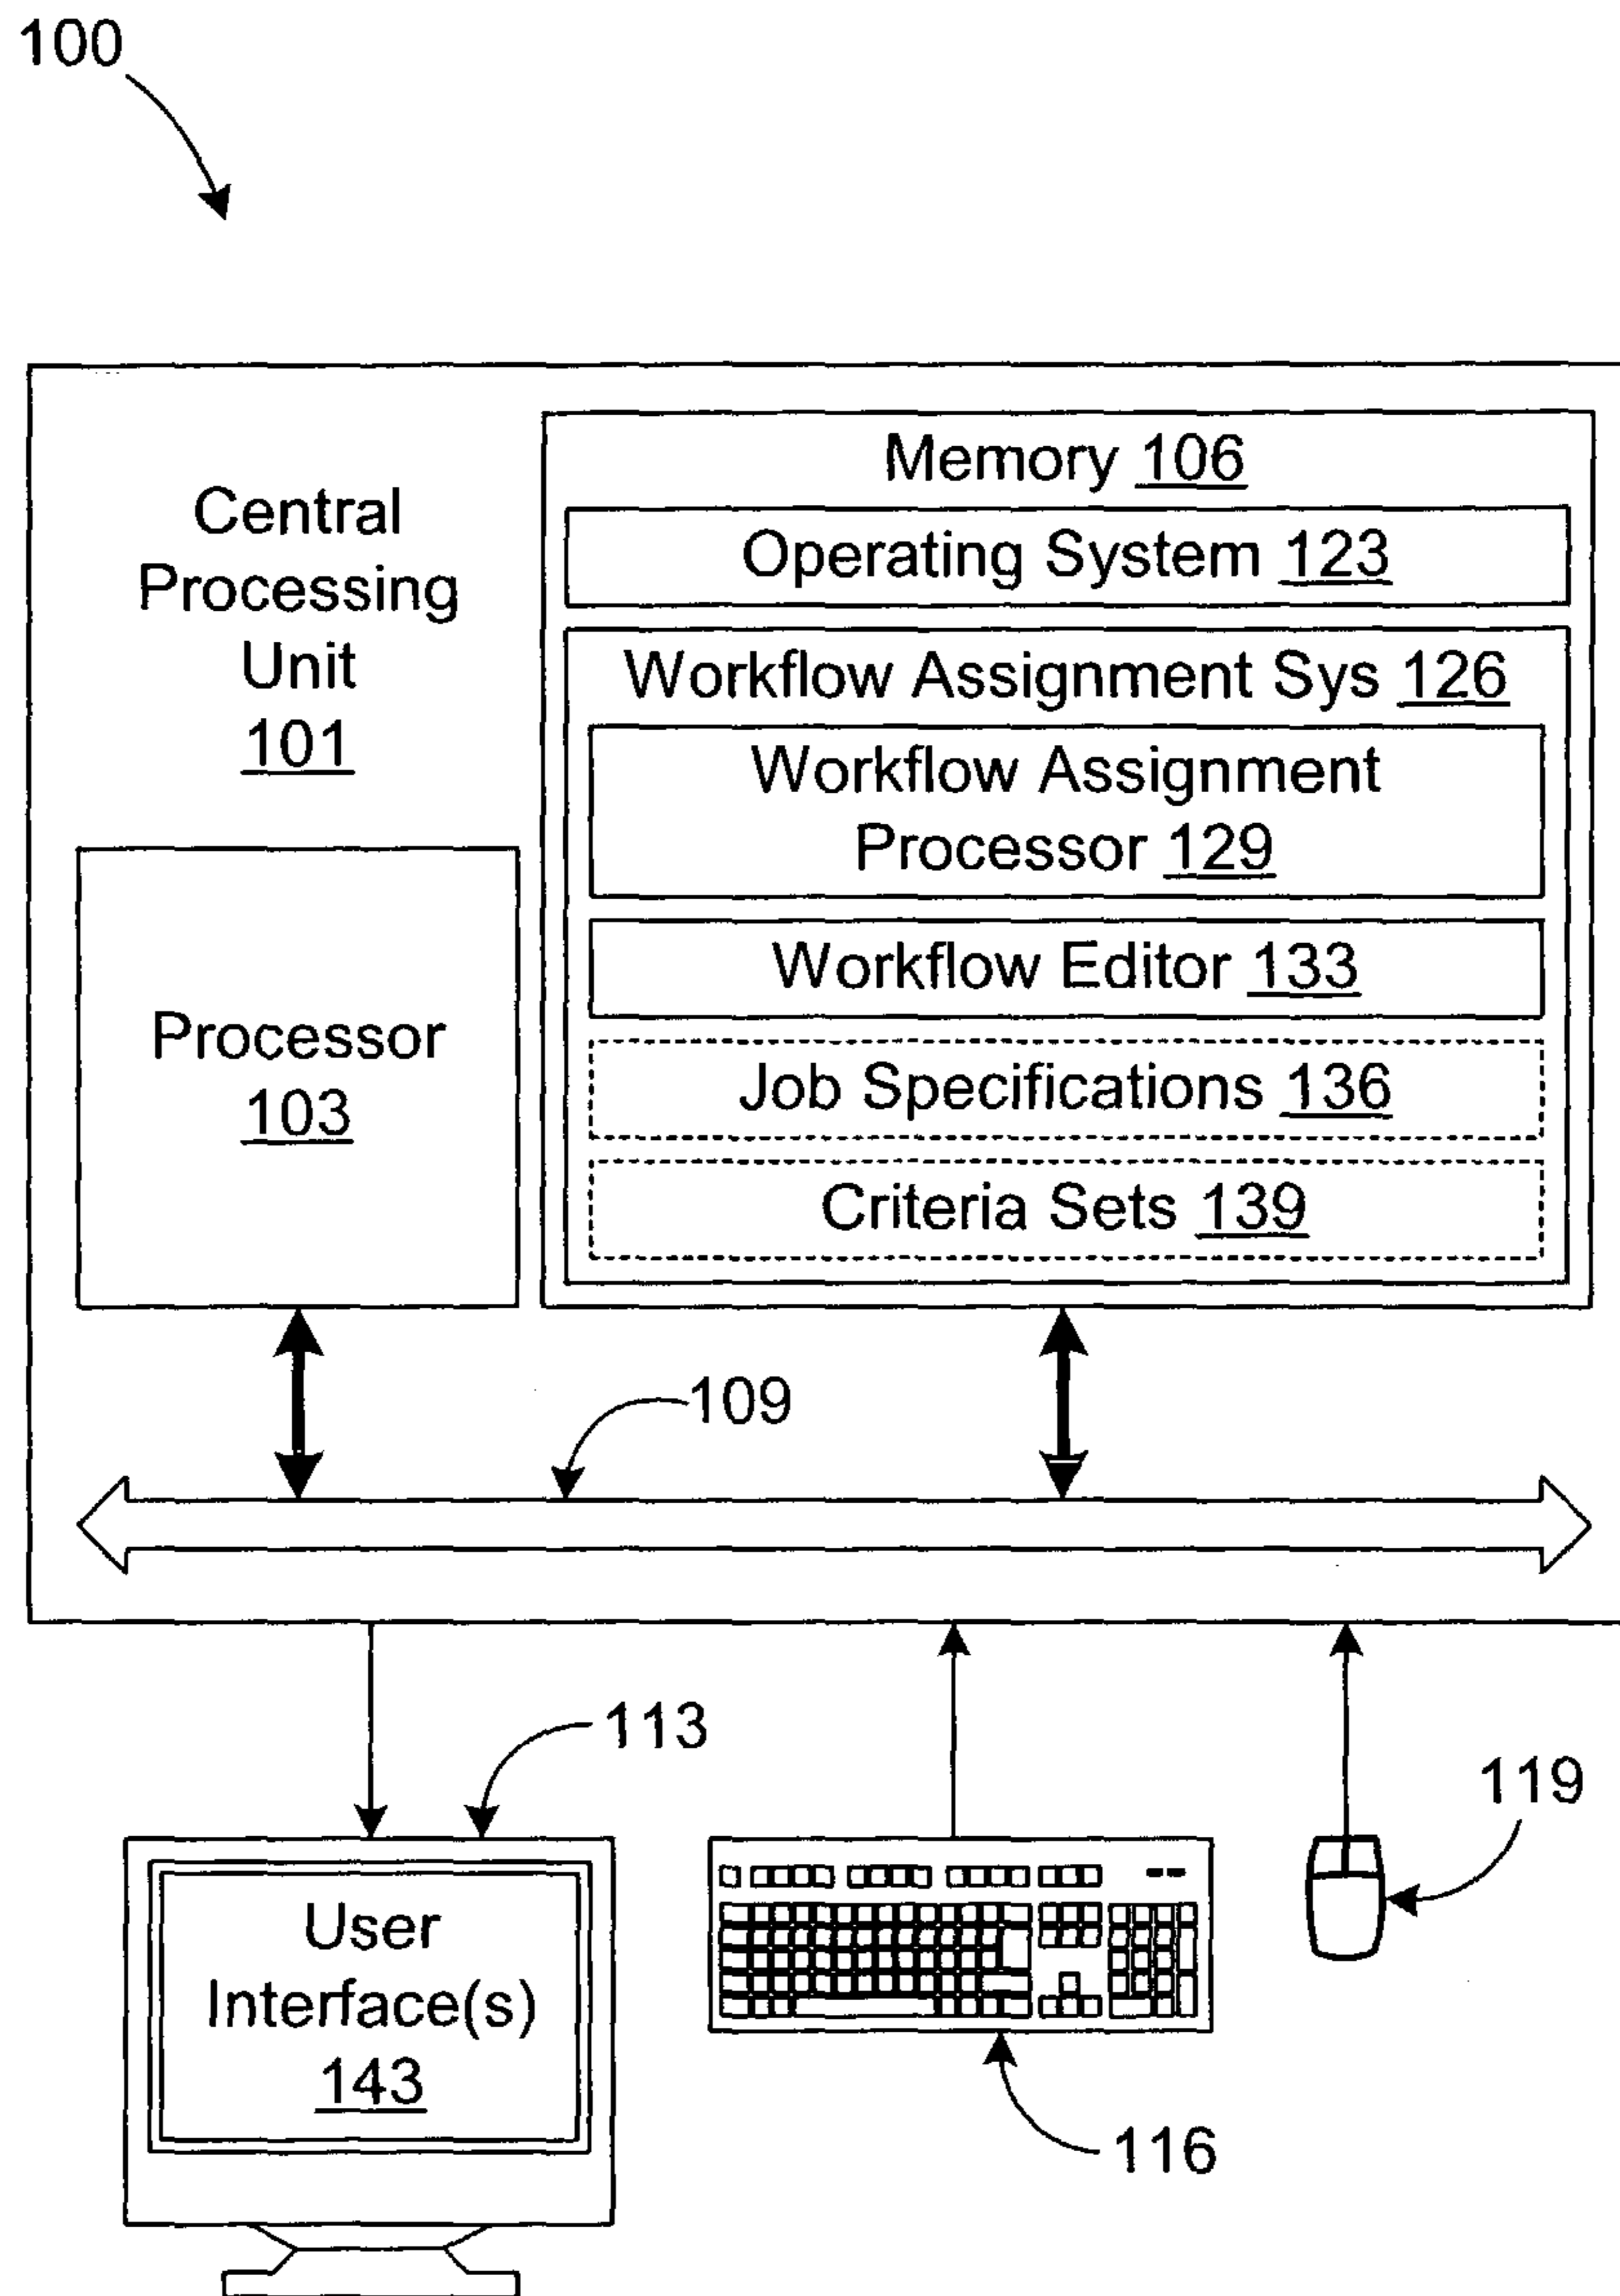 100
Central
Processing
Unit
101
Memory 106
Operating System 123
Workflow Assignment Sys 126
Workflow Assignment
Processor 129
Workflow Editor 133
Job Specifications 136
Criteria Sets 139
Processor
103
109
113
119
User
Interface(s)
143
116